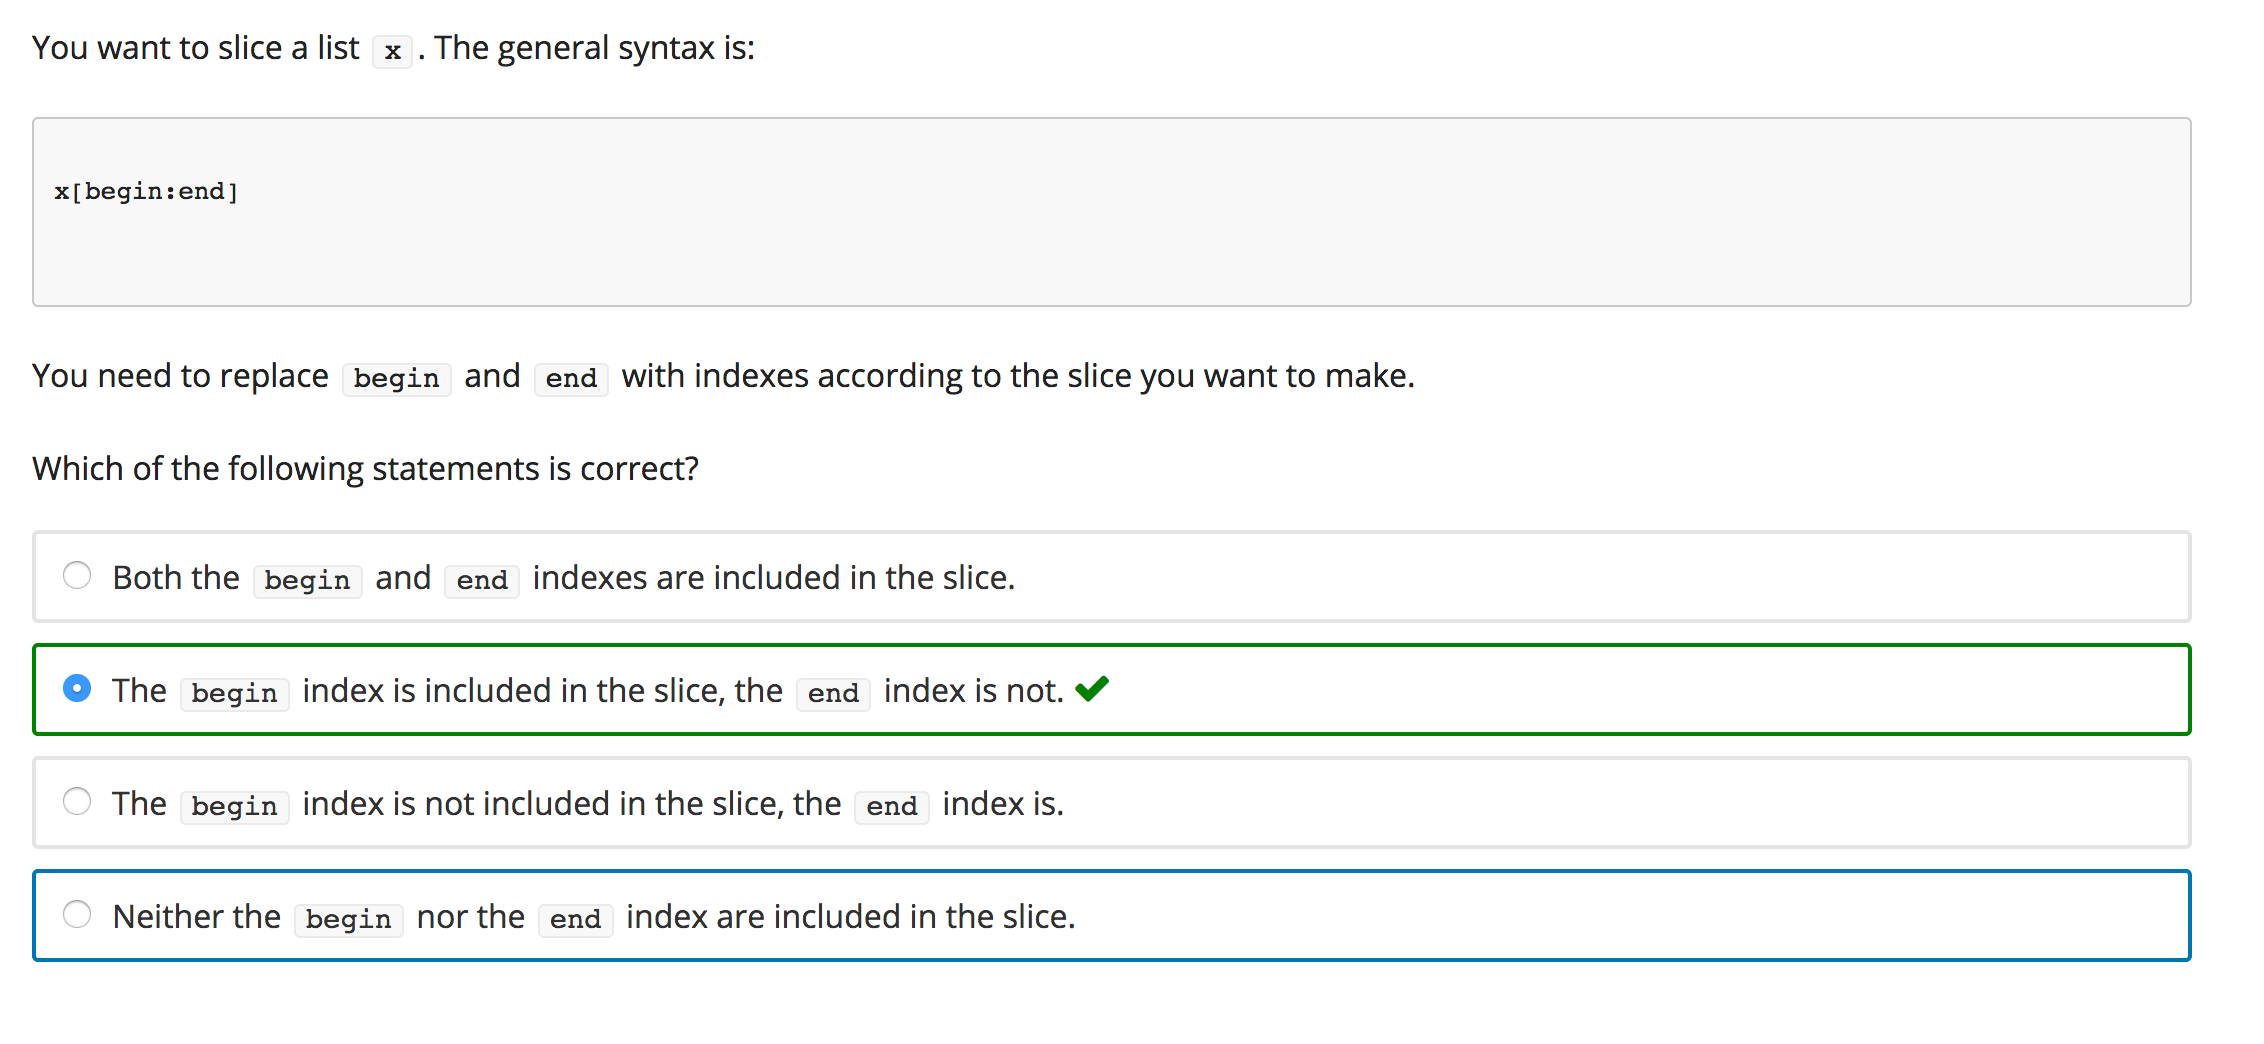 You want to slice a list x. The general syntax is:
x[begin:end]
You need to replace begin and end with indexes according to the slice you want to make.
Which of the following statements is correct?
Both the begin and end indexes are included in the slice.
The begin index is included in the slice, the end index is not.
The begin index is not included in the slice, the end index is.
Neither the begin nor the end index are included in the slice.